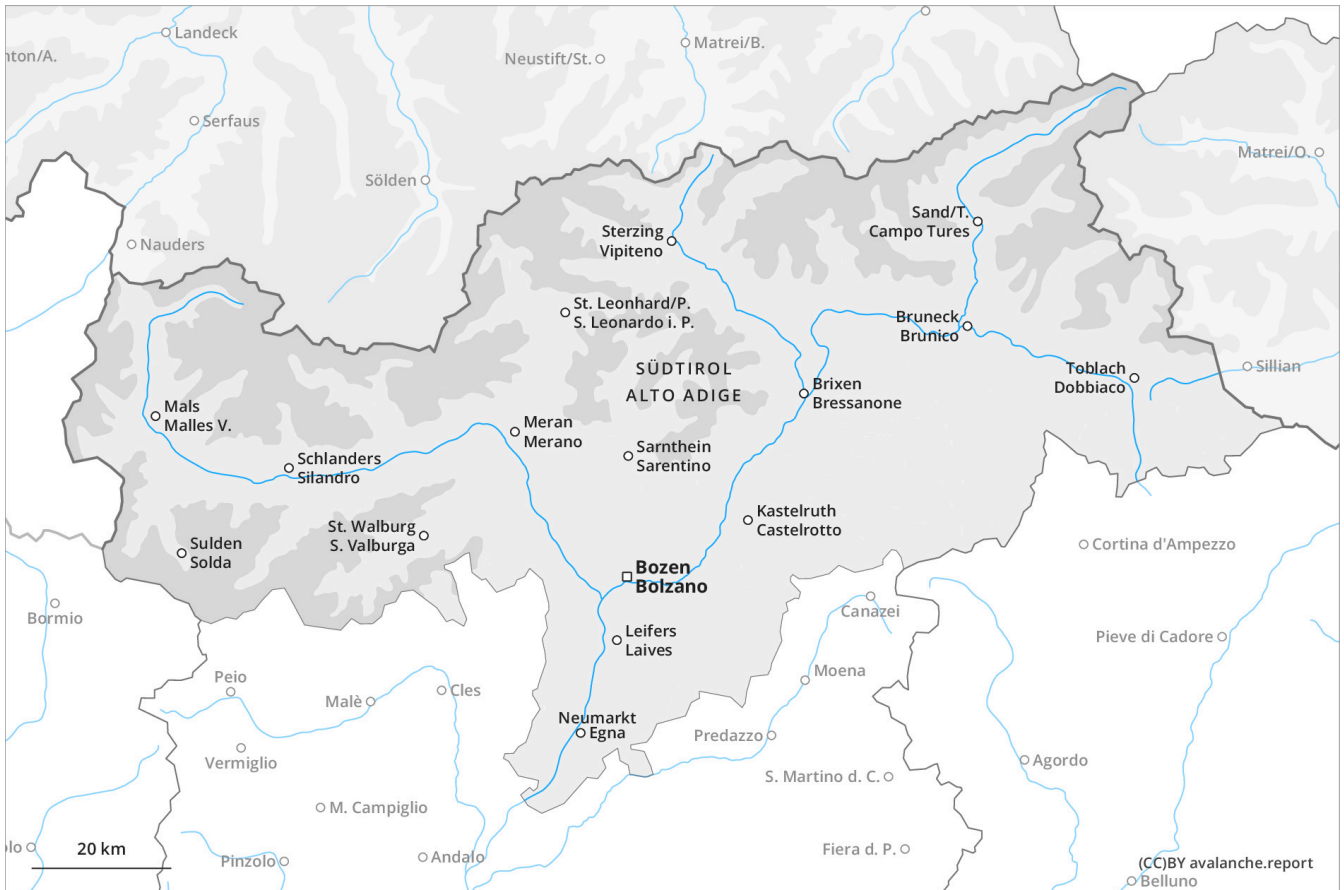 Landeck
Matrei/B.
nton/A.
Neustift/St.
Serfaus
Matrei/O.
Sölden
Sand/T.
Campo Tures
Sterzing
Vipiteno
Nauders
St. Leonhard/P.
S. Leonardo i. P.
Bruneck
Brunico
SÜDTIROL
ALTO ADIGE
Toblach
Dobbiaco
Sillian
Brixen
Bressanone
Mals
Malles V.
Meran
Merano
Sarnthein
Sarentino
Schlanders
Silandro
Kastelruth
Castelrotto
St. Walburg
S. Valburga
Sulden
Solda
Cortina d'Ampezzo
Bozen
Bolzano
Bormio
Canazei
Leifers
Laives
Pieve di Cadore
Peio
Moena
Malè
Cles
Neumarkt
Egna
Predazzo
Vermiglio
Agordo
S. Martino d. C.
M. Campiglio
20 km
olo
Pinzolo
Andalo
Fiera d. P.
(CC)BY avalanche.report
Belluno